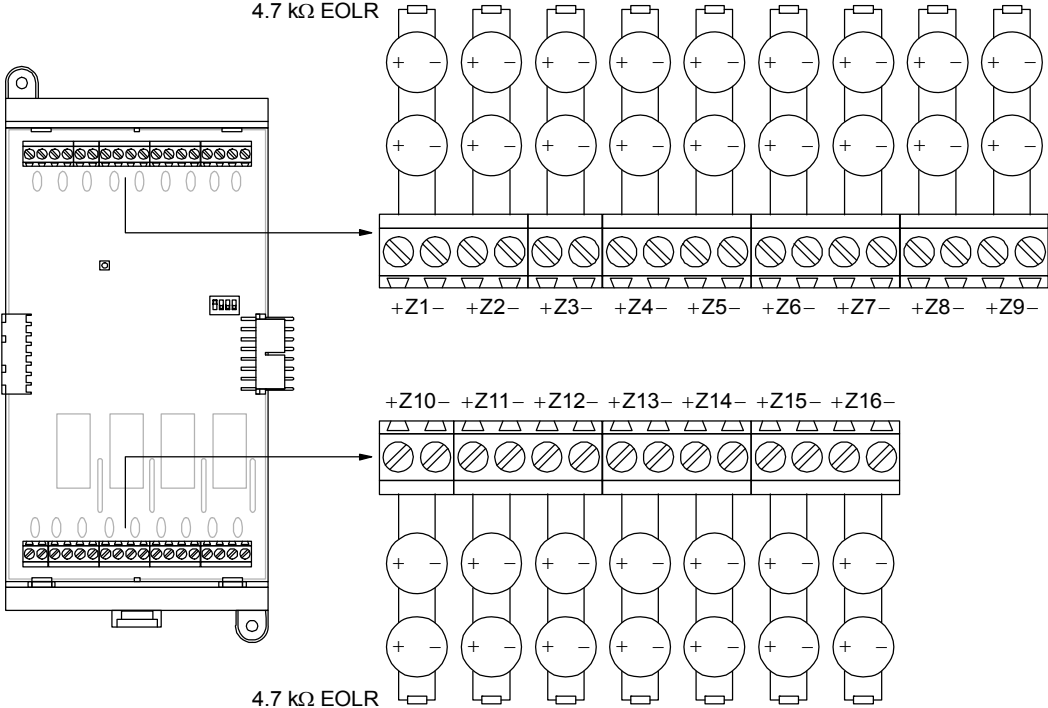 4.7 kΩ EOLR
+ − + − + − + − + − + − + − + − + −
+ − + − + − + − + − + − + − + − + −
+Z1− +Z2− +Z3− +Z4− +Z5− +Z6− +Z7− +Z8− +Z9−
+Z10− +Z11− +Z12− +Z13− +Z14− +Z15− +Z16−
+ − + − + − + − + − + − + −
+ − + − + − + − + − + − + −
4.7 kΩ EOLR